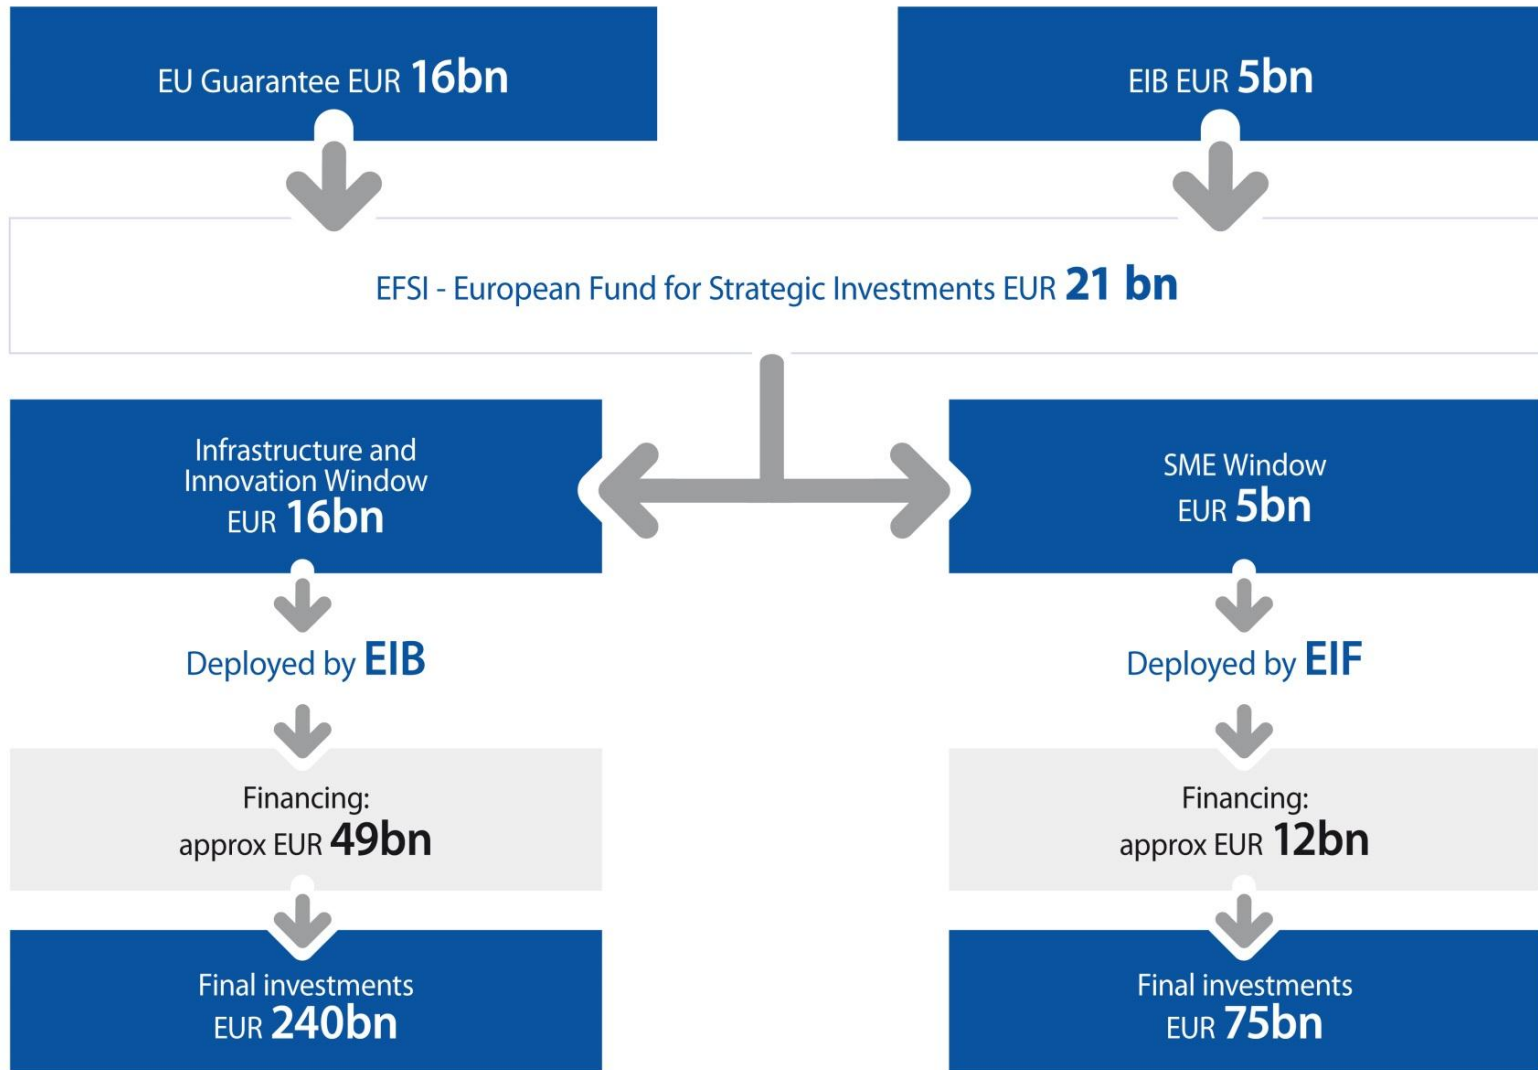 EU Guarantee EUR 16bn
EIB EUR 5bn
EFSI - European Fund for Strategic Investments EUR 21 bn
Infrastructure and
Innovation Window
EUR 16bn
SME Window
EUR 5bn
Deployed by EIB
Deployed by EIF
Financing:
approx EUR 49bn
Financing:
approx EUR 12bn
Final investments
EUR 240bn
Final investments
EUR 75bn